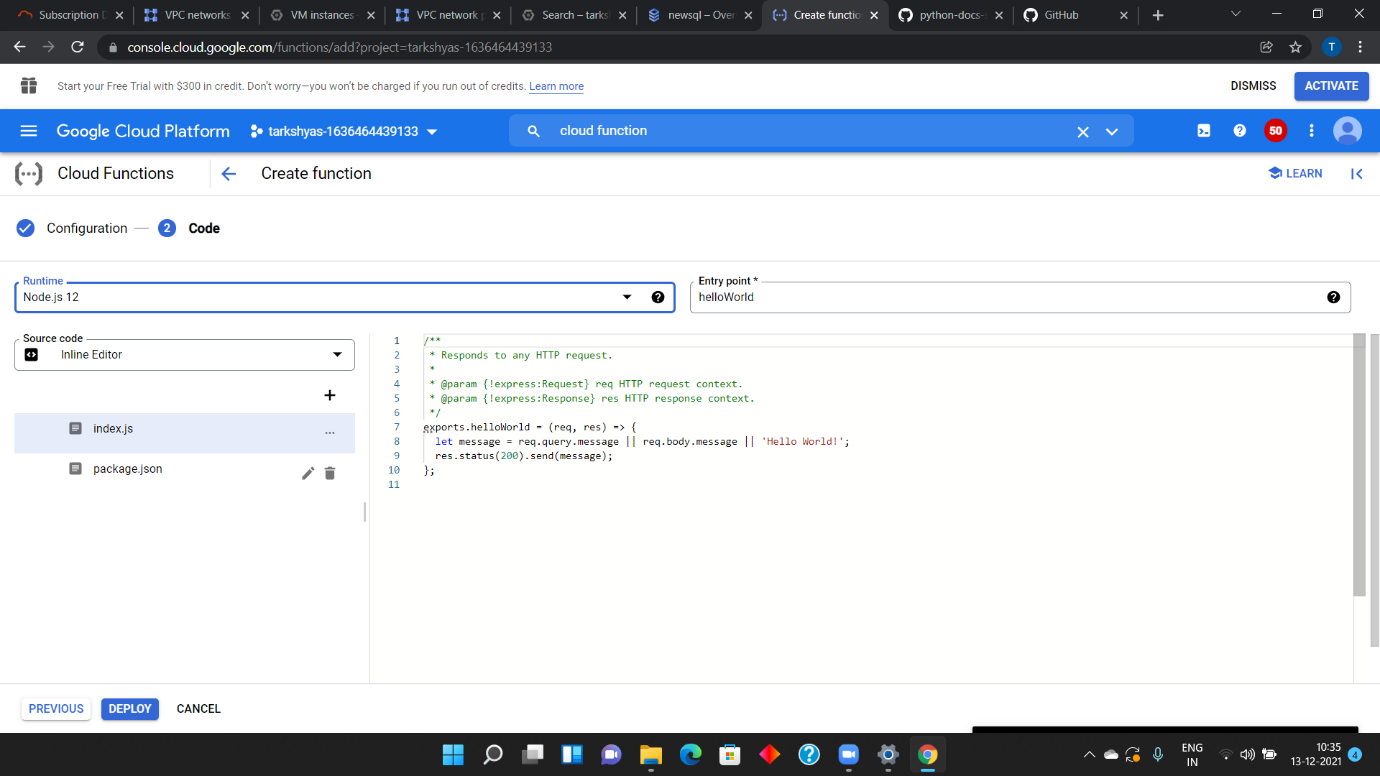 Subscription D
VPC networks
VM instances -
VPC network p
Search – tarks
newsql – Over
Create functio
python-docs-s
GitHub
console.cloud.google.com/functions/add?project=tarkshyas-1636464439133
T
Start your Free Trial with $300 in credit. Don't worry—you won't be charged if you run out of credits. Learn more
DISMISS
ACTIVATE
Google Cloud Platform
tarkshyas-1636464439133
cloud function
50
Cloud Functions
Create function
LEARN
Configuration — 2 Code
Runtime
Node.js 12
Entry point *
helloWorld
Source code
Inline Editor
index.js
package.json
1 /**
2 * Responds to any HTTP request.
3 *
4 * @param {!express:Request} req HTTP request context.
5 * @param {!express:Response} res HTTP response context.
6 */
7 exports.helloWorld = (req, res) => {
8 let message = req.query.message || req.body.message || 'Hello World!';
9 res.status(200).send(message);
10 };
11
PREVIOUS
DEPLOY
CANCEL
ENG
IN
10:35
13-12-2021
4